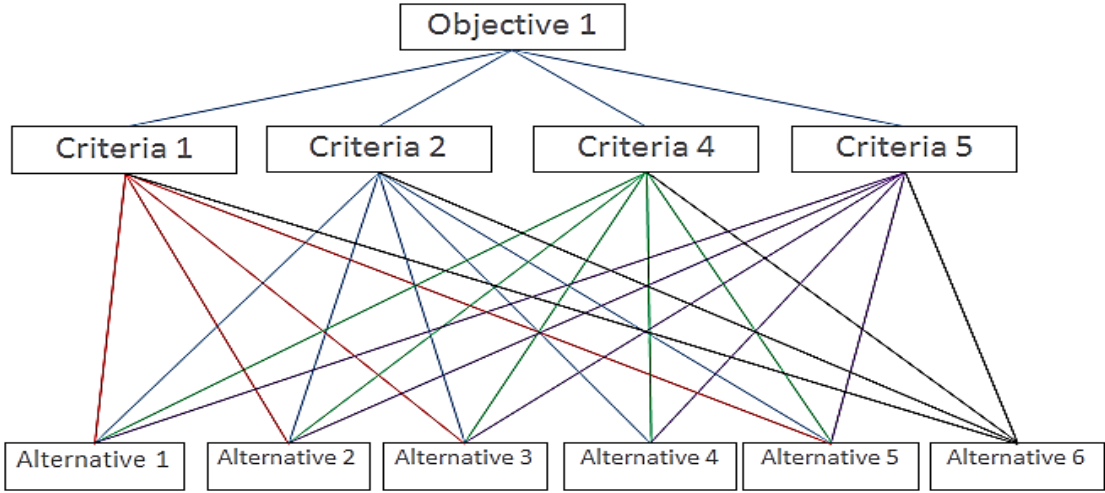 Objective 1
Criteria 1
Criteria 2
Criteria 4
Criteria 5
Alternative 1
Alternative 2
Alternative 3
Alternative 4
Alternative 5
Alternative 6